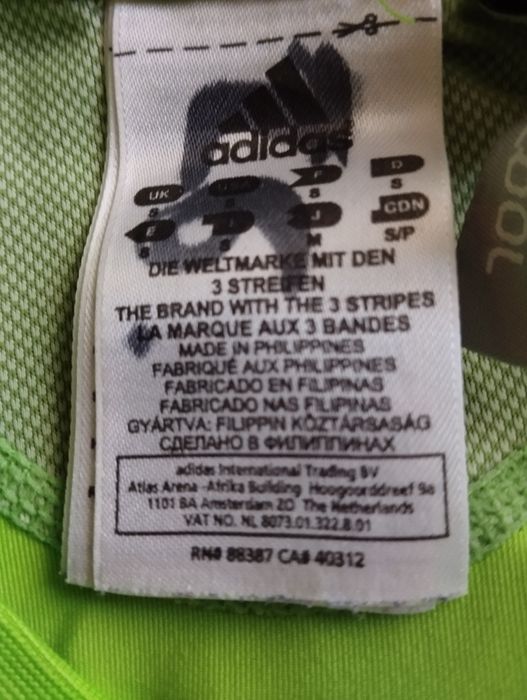 adidas
UK USA F D
S S S S
E I J CDN
S S M S/P
DIE WELTMARKE MIT DEN
3 STREIFEN
THE BRAND WITH THE 3 STRIPES
LA MARQUE AUX 3 BANDES
MADE IN PHILIPPINES
FABRIQUÉ AUX PHILIPPINES
FABRICADO EN FILIPINAS
FABRICADO NAS FILIPINAS
GYÁRTVA: FILIPPIN KÖZTÁRSASÁG
СДЕЛАНО В ФИЛИППИНАХ
adidas International Trading BV
Atlas Arena -Afrika Building Hoogoorddreef 9a
1101 BA Amsterdam ZO The Netherlands
VAT NO. NL 8073.01.322.B.01
RN# 88387 CA# 40312
COOL